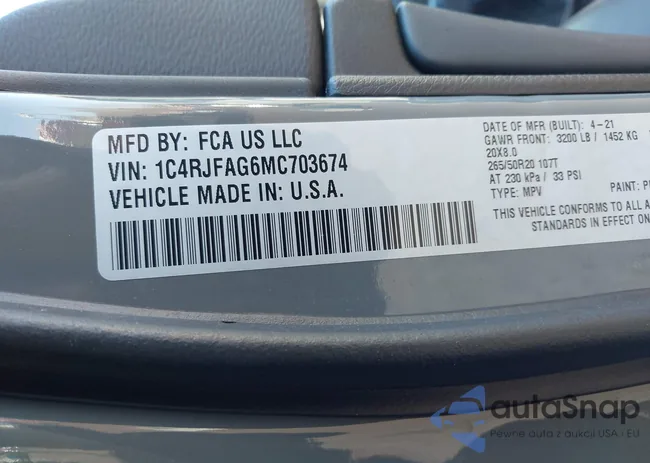 MFD BY: FCA US LLC
VIN: 1C4RJFAG6MC703674
VEHICLE MADE IN: U.S.A.
DATE OF MFR (BUILT): 4-21
GAWR FRONT: 3200 LB / 1452 KG
20X8.0
265/50R20 107T
AT 230 kPa / 33 PSI
TYPE: MPV PAINT:
THIS VEHICLE CONFORMS TO A
STANDARDS IN EFFECT ON
autoSnap
Pewne auta z aukcji USA i EU